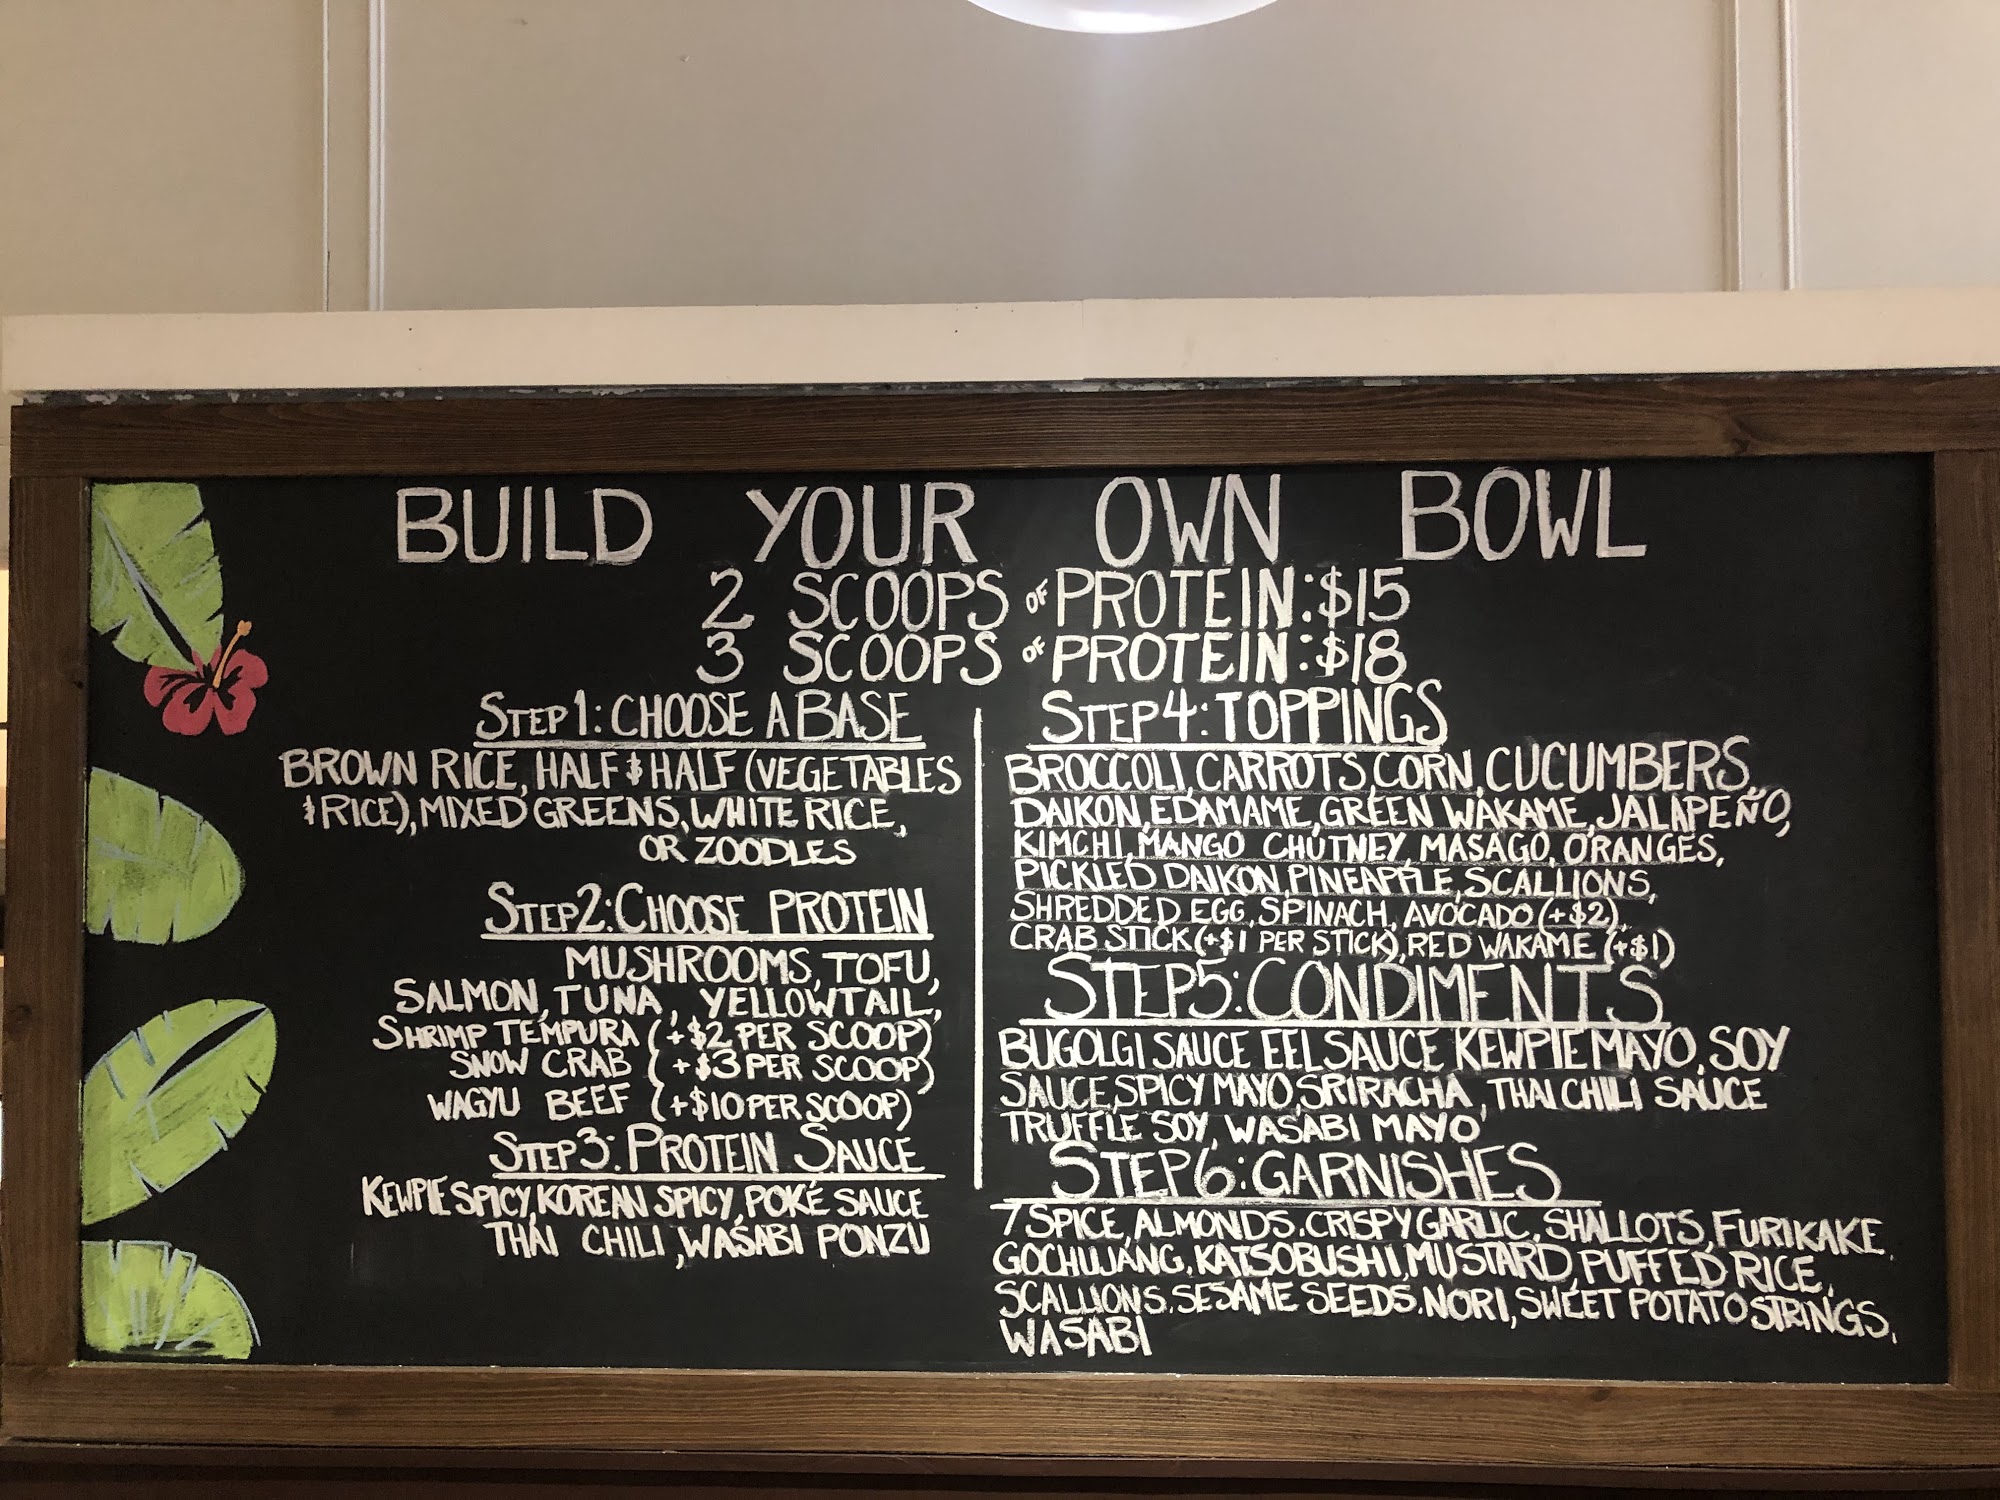 BUILD YOUR OWN BOWL
2 SCOOPS OF PROTEIN: $15
3 SCOOPS OF PROTEIN: $18
STEP 1: CHOOSE A BASE
BROWN RICE, HALF & HALF (VEGETABLES
& RICE), MIXED GREENS, WHITE RICE,
OR ZOODLES
STEP 2: CHOOSE PROTEIN
MUSHROOMS, TOFU,
SALMON, TUNA, YELLOWTAIL,
SHRIMP TEMPURA (+$2 PER SCOOP)
SNOW CRAB (+$3 PER SCOOP)
WAGYU BEEF (+$10 PER SCOOP)
STEP 3: PROTEIN SAUCE
KEWPIE SPICY, KOREAN SPICY, POKÉ SAUCE
THAI CHILI, WASABI PONZU
STEP 4: TOPPINGS
BROCCOLI, CARROTS, CORN, CUCUMBERS,
DAIKON, EDAMAME, GREEN WAKAME, JALAPEÑO,
KIMCHI, MANGO CHUTNEY, MASAGO, ORANGES,
PICKLED DAIKON, PINEAPPLE, SCALLIONS,
SHREDDED EGG, SPINACH, AVOCADO (+$2),
CRAB STICK (+$1 PER STICK), RED WAKAME (+$1)
STEP 5: CONDIMENTS
BUGOLGI SAUCE EEL SAUCE KEWPIE MAYO, SOY
SAUCE, SPICY MAYO, SRIRACHA, THAI CHILI SAUCE
TRUFFLE SOY, WASABI MAYO
STEP 6: GARNISHES
7 SPICE, ALMONDS, CRISPY GARLIC, SHALLOTS, FURIKAKE,
GOCHUJANG, KATSOBUSHI, MUSTARD, PUFFED RICE,
SCALLIONS, SESAME SEEDS, NORI, SWEET POTATO STRINGS,
WASABI